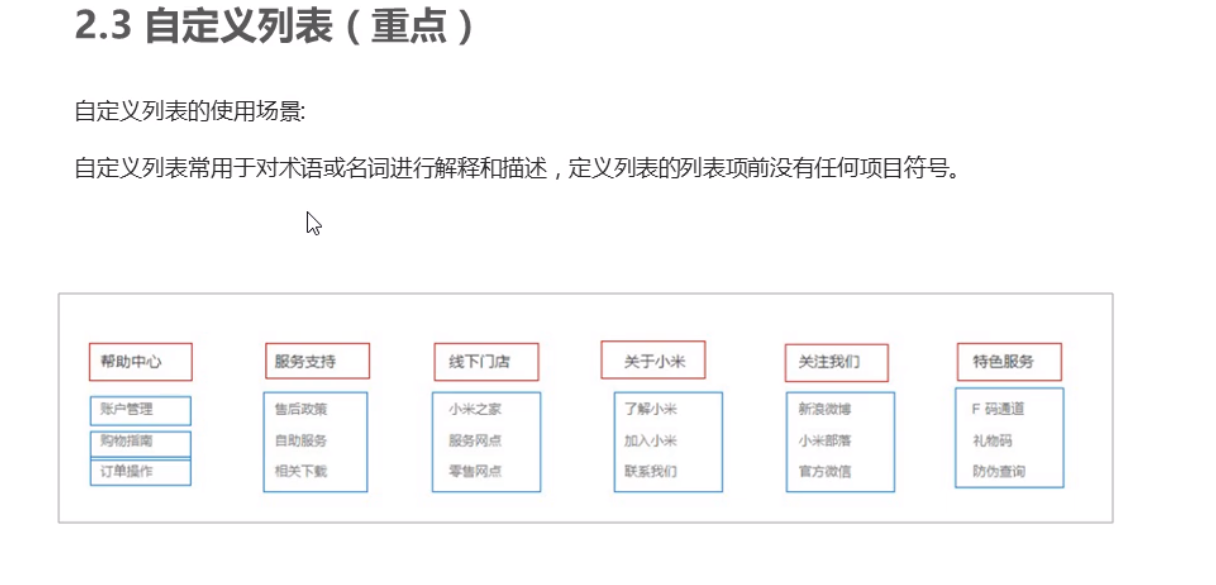 2.3 自定义列表（重点）
自定义列表的使用场景:
自定义列表常用于对术语或名词进行解释和描述，定义列表的列表项前没有任何项目符号。
帮助中心 服务支持 线下门店 关于小米 关注我们 特色服务
账户管理 售后政策 小米之家 了解小米 新浪微博 F 码通道
购物指南 自助服务 服务网点 加入小米 小米部落 礼物码
订单操作 相关下载 零售网点 联系我们 官方微信 防伪查询